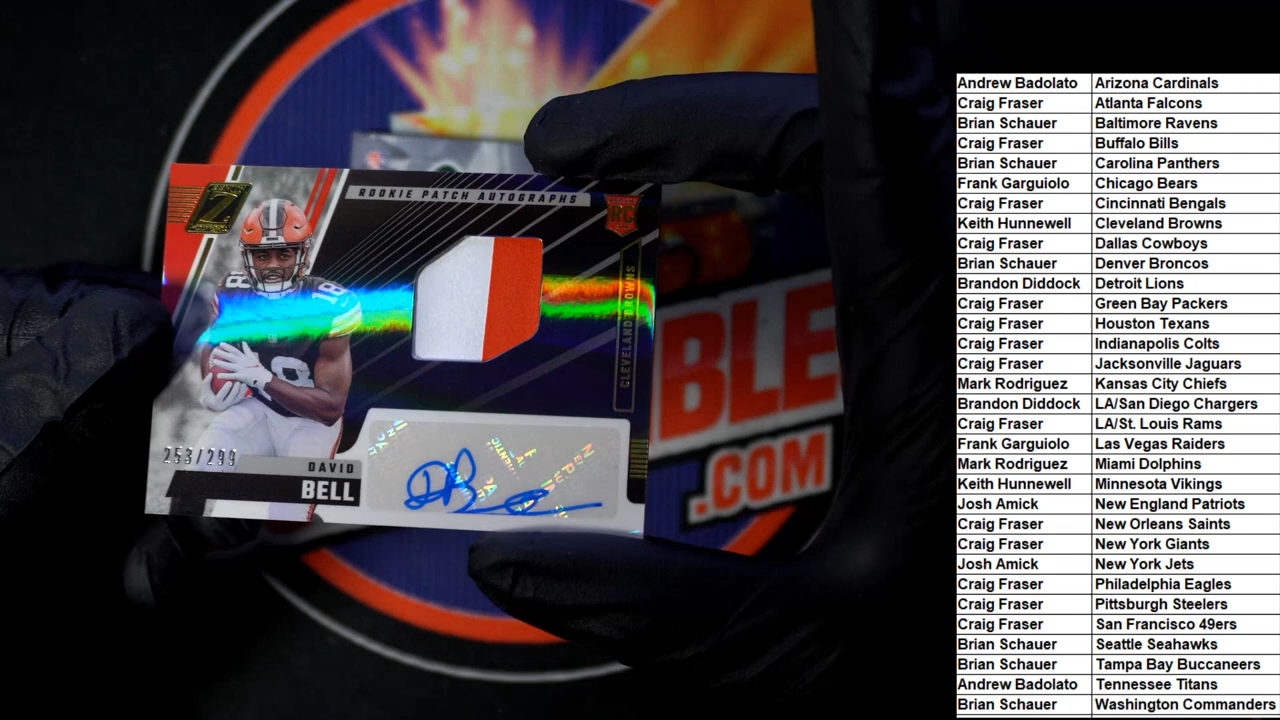 ZENITH
Z
ROOKIE PATCH AUTOGRAPHS
RC
CLEVELAND BROWNS
18
8
253/299
DAVID
BELL
BLE
.COM
Andrew Badolato Arizona Cardinals
Craig Fraser Atlanta Falcons
Brian Schauer Baltimore Ravens
Craig Fraser Buffalo Bills
Brian Schauer Carolina Panthers
Frank Garguiolo Chicago Bears
Craig Fraser Cincinnati Bengals
Keith Hunnewell Cleveland Browns
Craig Fraser Dallas Cowboys
Brian Schauer Denver Broncos
Brandon Diddock Detroit Lions
Craig Fraser Green Bay Packers
Craig Fraser Houston Texans
Craig Fraser Indianapolis Colts
Craig Fraser Jacksonville Jaguars
Mark Rodriguez Kansas City Chiefs
Brandon Diddock LA/San Diego Chargers
Craig Fraser LA/St. Louis Rams
Frank Garguiolo Las Vegas Raiders
Mark Rodriguez Miami Dolphins
Keith Hunnewell Minnesota Vikings
Josh Amick New England Patriots
Craig Fraser New Orleans Saints
Craig Fraser New York Giants
Josh Amick New York Jets
Craig Fraser Philadelphia Eagles
Craig Fraser Pittsburgh Steelers
Craig Fraser San Francisco 49ers
Brian Schauer Seattle Seahawks
Brian Schauer Tampa Bay Buccaneers
Andrew Badolato Tennessee Titans
Brian Schauer Washington Commanders